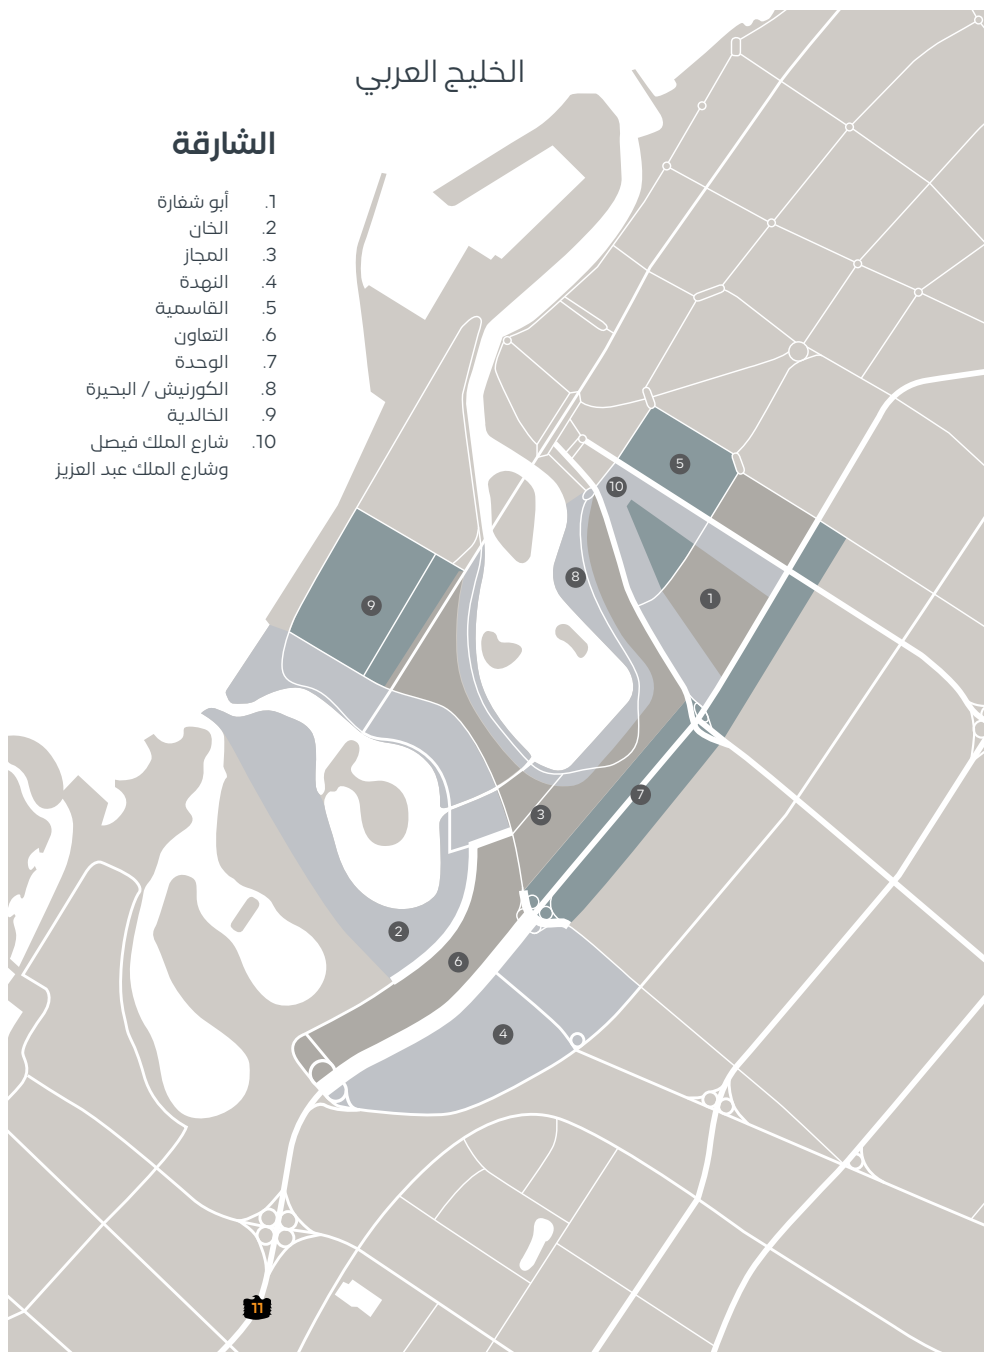 الخليج العربي
الشارقة
1. أبو شغارة
2. الخان
3. المجاز
4. النهدة
5. القاسمية
6. التعاون
7. الوحدة
8. الكورنيش / البحيرة
9. الخالدية
10. شارع الملك فيصل
وشارع الملك عبد العزيز
5
10
8
1
9
7
3
2
6
4
11